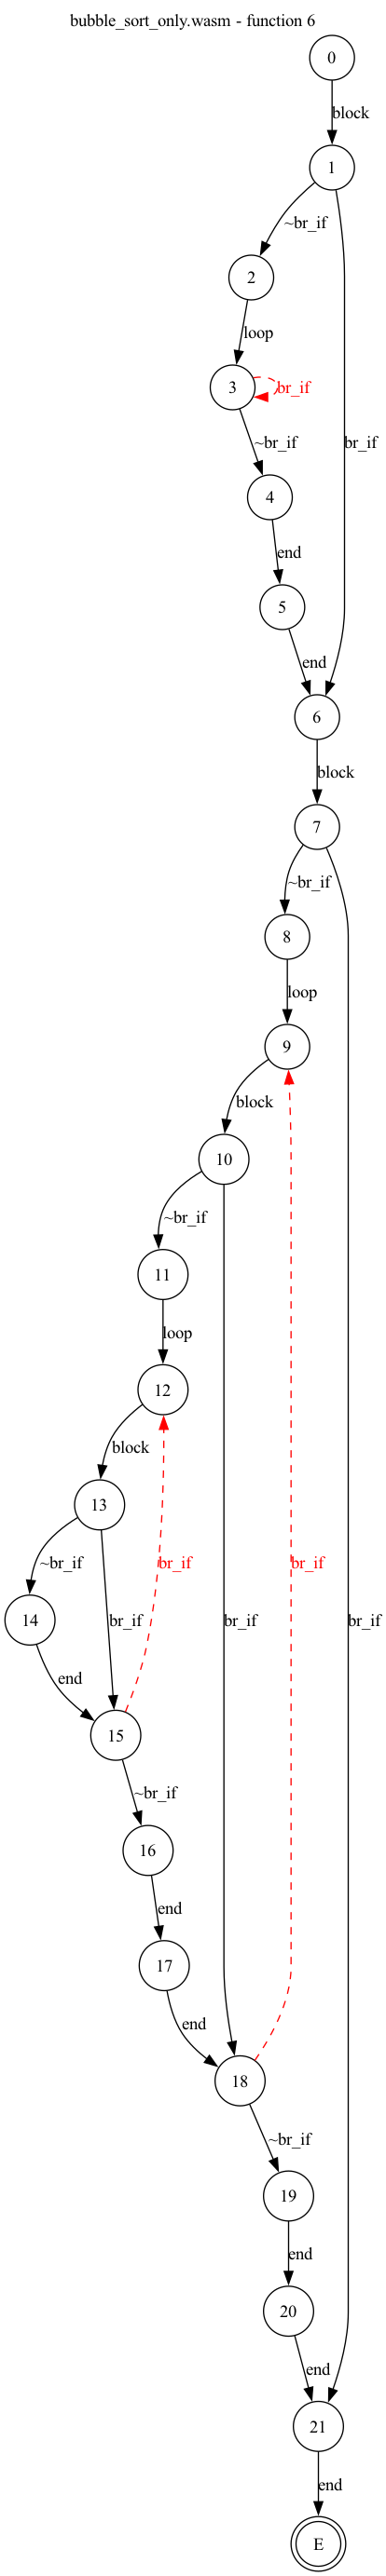 bubble_sort_only.wasm - function 6
0
block
1
~br_if
2
loop
3
br_if
~br_if
br_if
4
end
5
end
6
block
7
~br_if
8
loop
9
block
10
~br_if
11
loop
12
block
13
~br_if
br_if
br_if
14
br_if
br_if
br_if
end
15
~br_if
16
end
17
end
18
~br_if
19
end
20
end
21
end
E